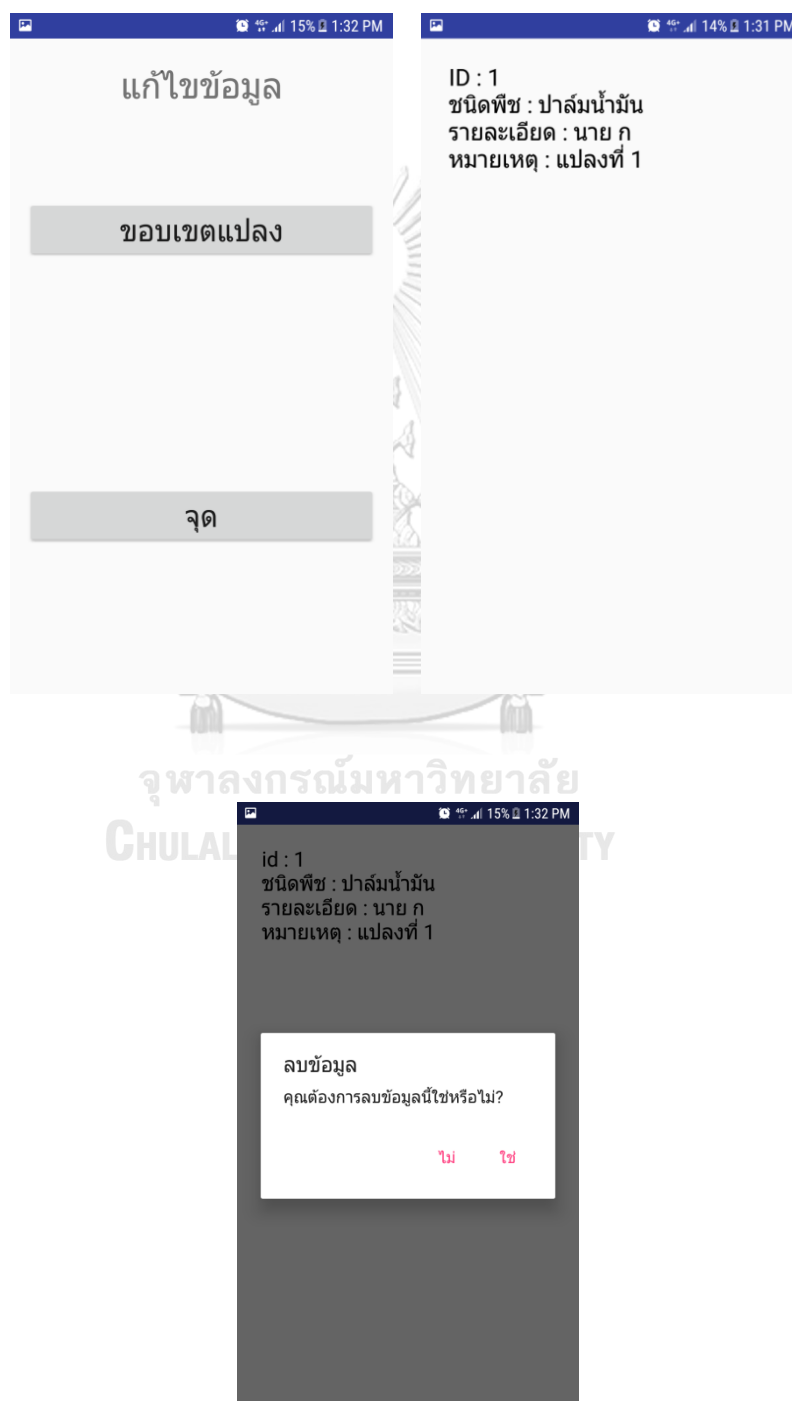 15% 1:32 PM
แก้ไขข้อมูล
ขอบเขตแปลง
จุด
14% 1:31 PM
ID : 1
ชนิดพืช : ปาล์มน้ำมัน
รายละเอียด : นาย ก
หมายเหตุ : แปลงที่ 1
จุฬาลงกรณ์มหาวิทยาลัย
CHULAL TY
15% 1:32 PM
id : 1
ชนิดพืช : ปาล์มน้ำมัน
รายละเอียด : นาย ก
หมายเหตุ : แปลงที่ 1
ลบข้อมูล
คุณต้องการลบข้อมูลนี้ใช่หรือไม่?
ไม่ ใช่